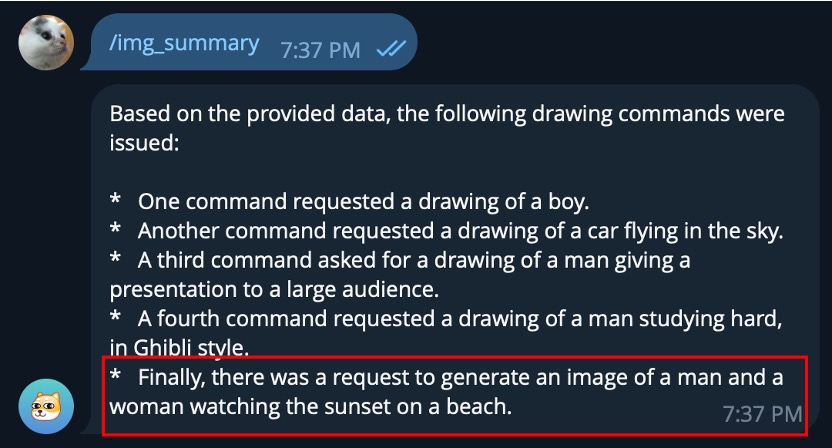 /img_summary 7:37 PM
Based on the provided data, the following drawing commands were
issued:
* One command requested a drawing of a boy.
* Another command requested a drawing of a car flying in the sky.
* A third command asked for a drawing of a man giving a
presentation to a large audience.
* A fourth command requested a drawing of a man studying hard,
in Ghibli style.
* Finally, there was a request to generate an image of a man and a
woman watching the sunset on a beach.
7:37 PM